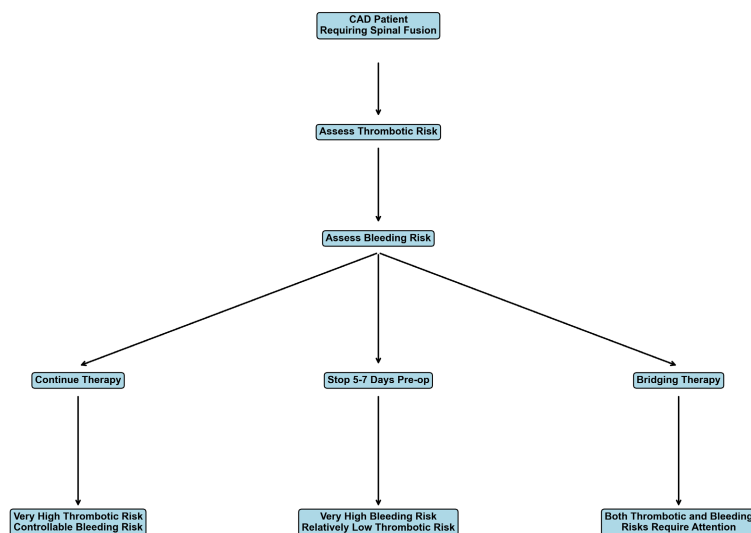 CAD Patient
Requiring Spinal Fusion
Assess Thrombotic Risk
Assess Bleeding Risk
Continue Therapy
Stop 5-7 Days Pre-op
Bridging Therapy
Very High Thrombotic Risk
Controllable Bleeding Risk
Very High Bleeding Risk
Relatively Low Thrombotic Risk
Both Thrombotic and Bleeding
Risks Require Attention